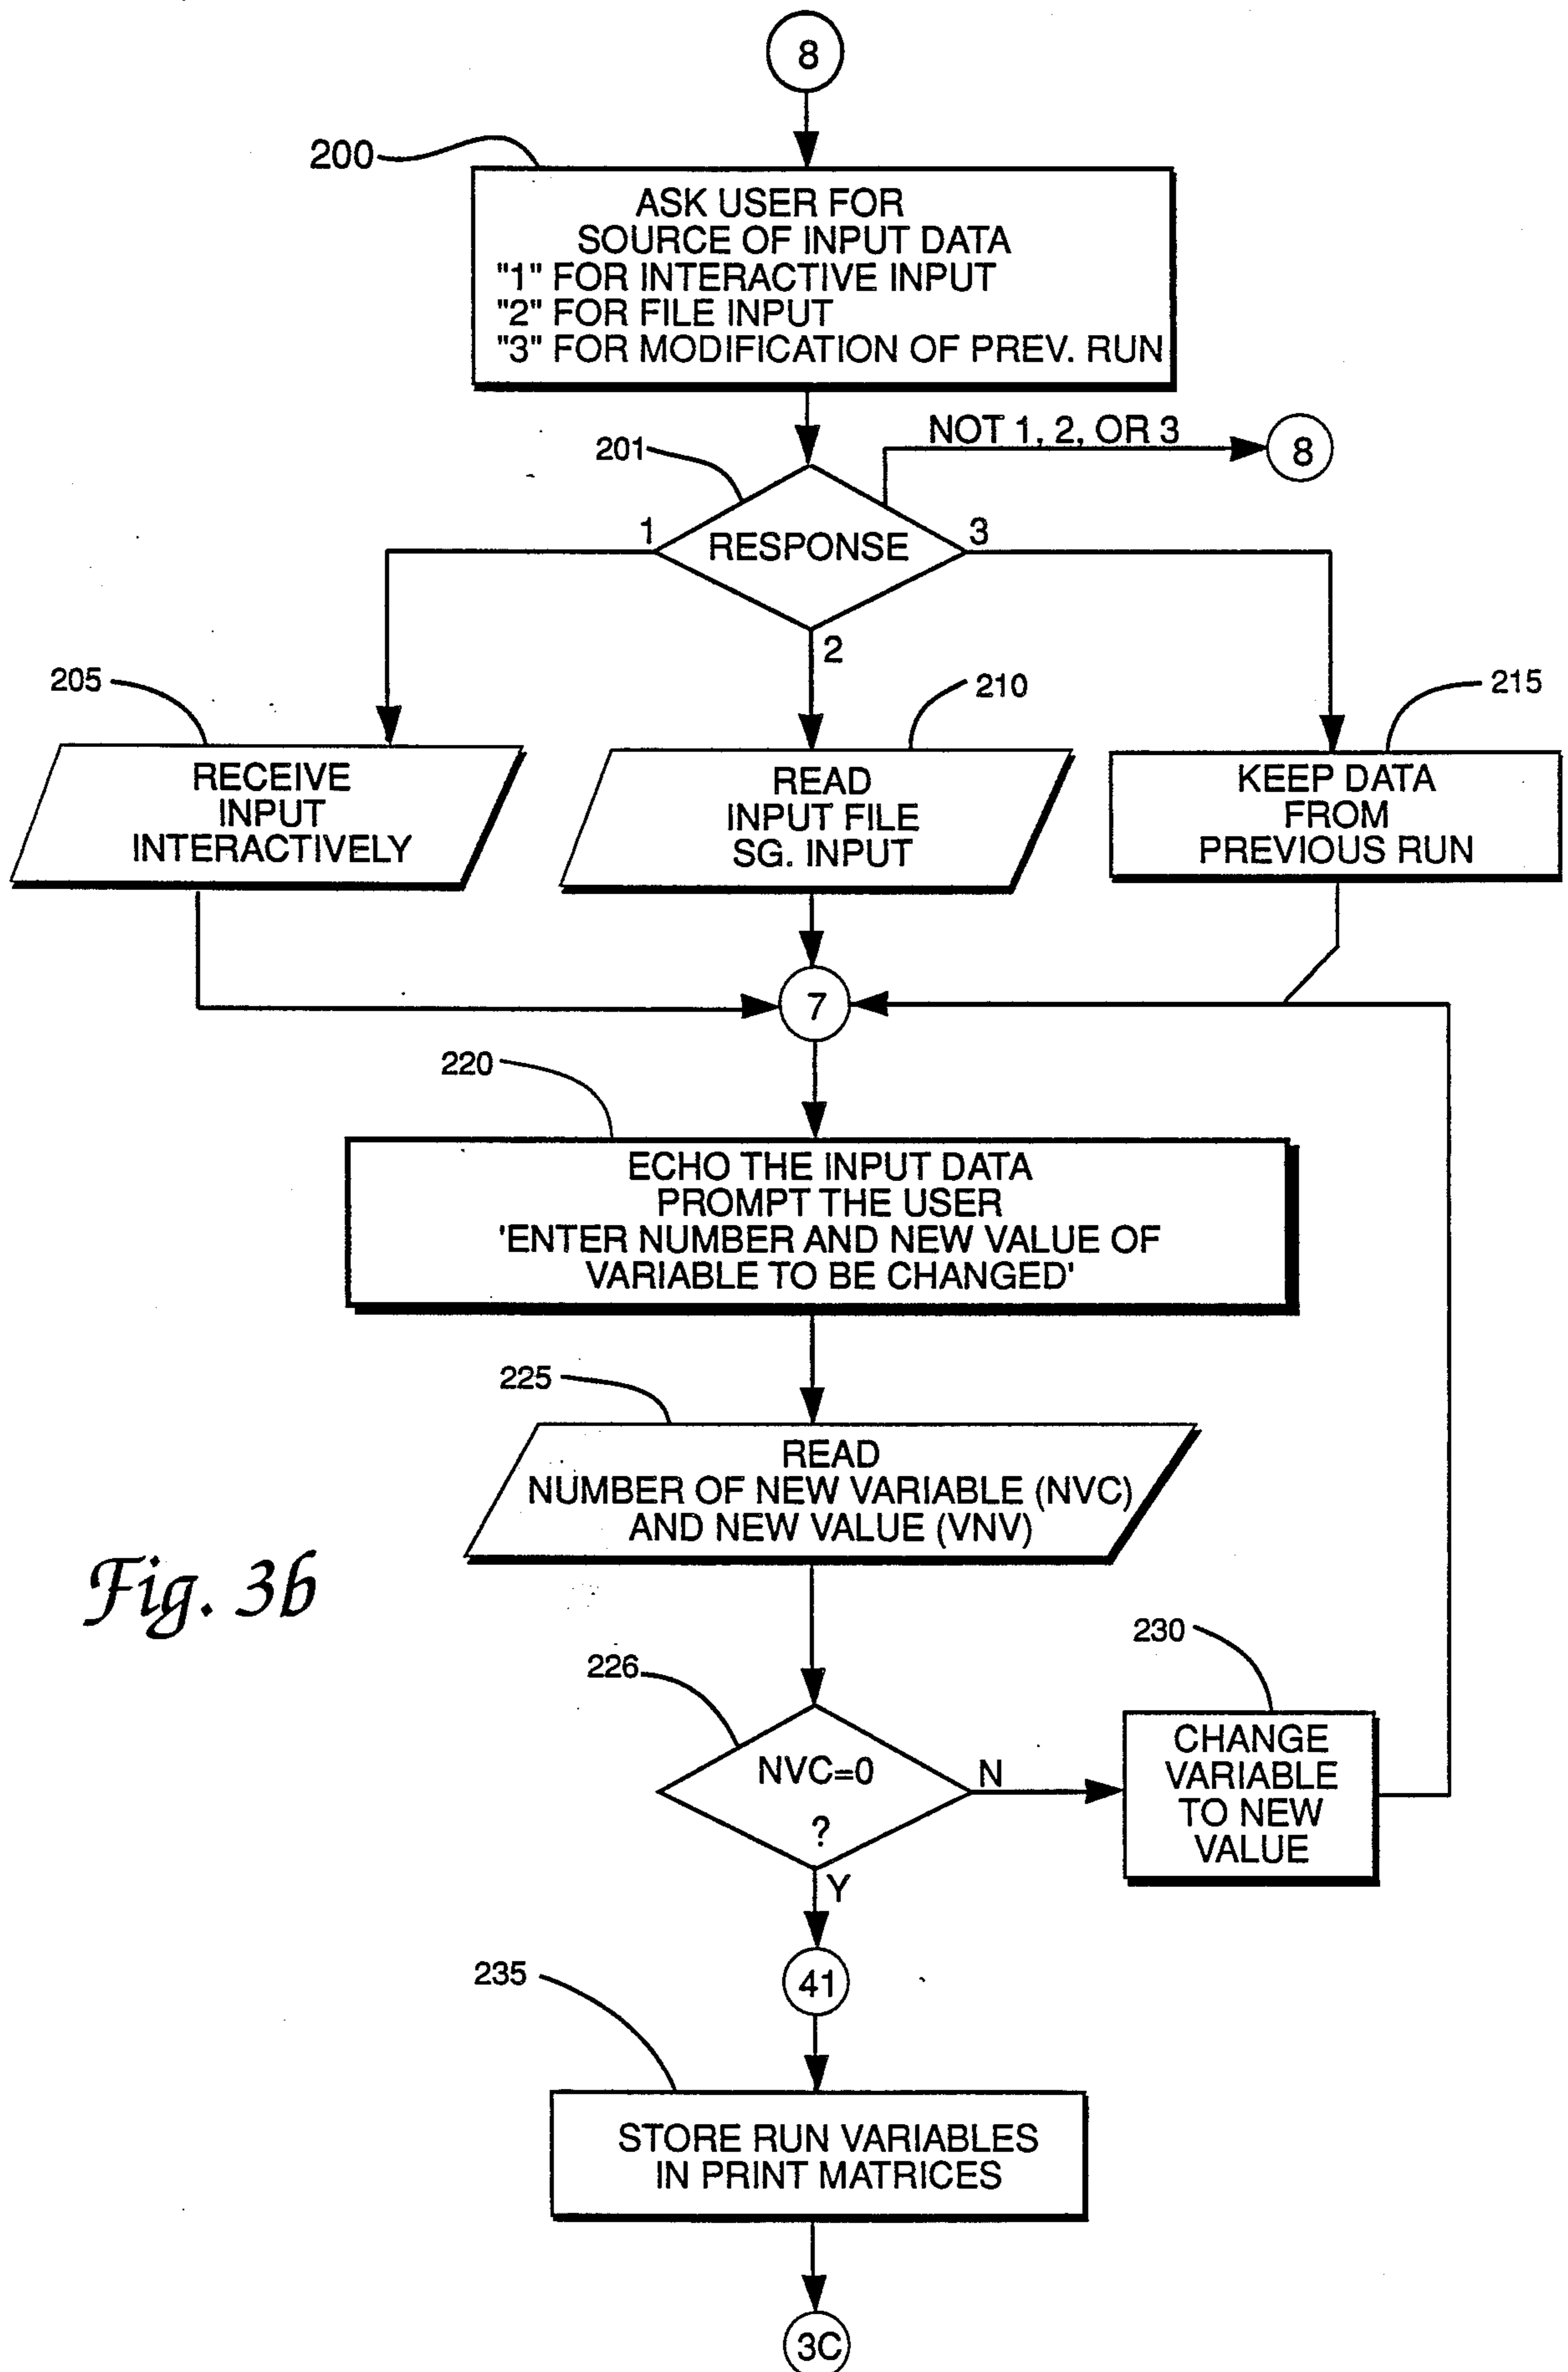 8
200
ASK USER FOR
SOURCE OF INPUT DATA
"1" FOR INTERACTIVE INPUT
"2" FOR FILE INPUT
"3" FOR MODIFICATION OF PREV. RUN
NOT 1, 2, OR 3
8
201
1
RESPONSE
3
2
205
210
215
RECEIVE
INPUT
INTERACTIVELY
READ
INPUT FILE
SG. INPUT
KEEP DATA
FROM
PREVIOUS RUN
7
220
ECHO THE INPUT DATA
PROMPT THE USER
'ENTER NUMBER AND NEW VALUE OF
VARIABLE TO BE CHANGED'
225
READ
NUMBER OF NEW VARIABLE (NVC)
AND NEW VALUE (VNV)
Fig. 3b
226
NVC=0
?
N
230
CHANGE
VARIABLE
TO NEW
VALUE
Y
41
235
STORE RUN VARIABLES
IN PRINT MATRICES
3C